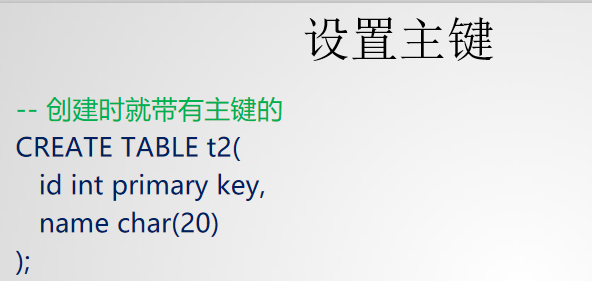 设置主键
-- 创建时就带有主键的
CREATE TABLE t2(
id int primary key,
name char(20)
);